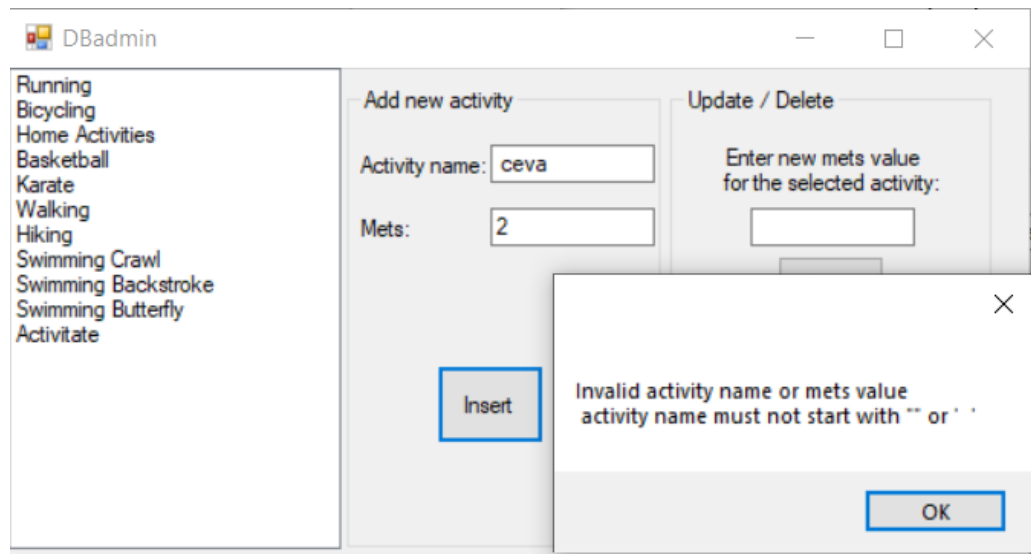 DBadmin
Running
Bicycling
Home Activities
Basketball
Karate
Walking
Hiking
Swimming Crawl
Swimming Backstroke
Swimming Butterfly
Activitate
Add new activity
Activity name: ceva
Mets: 2
Insert
Update / Delete
Enter new mets value
for the selected activity:
Invalid activity name or mets value
activity name must not start with "" or ' '
OK